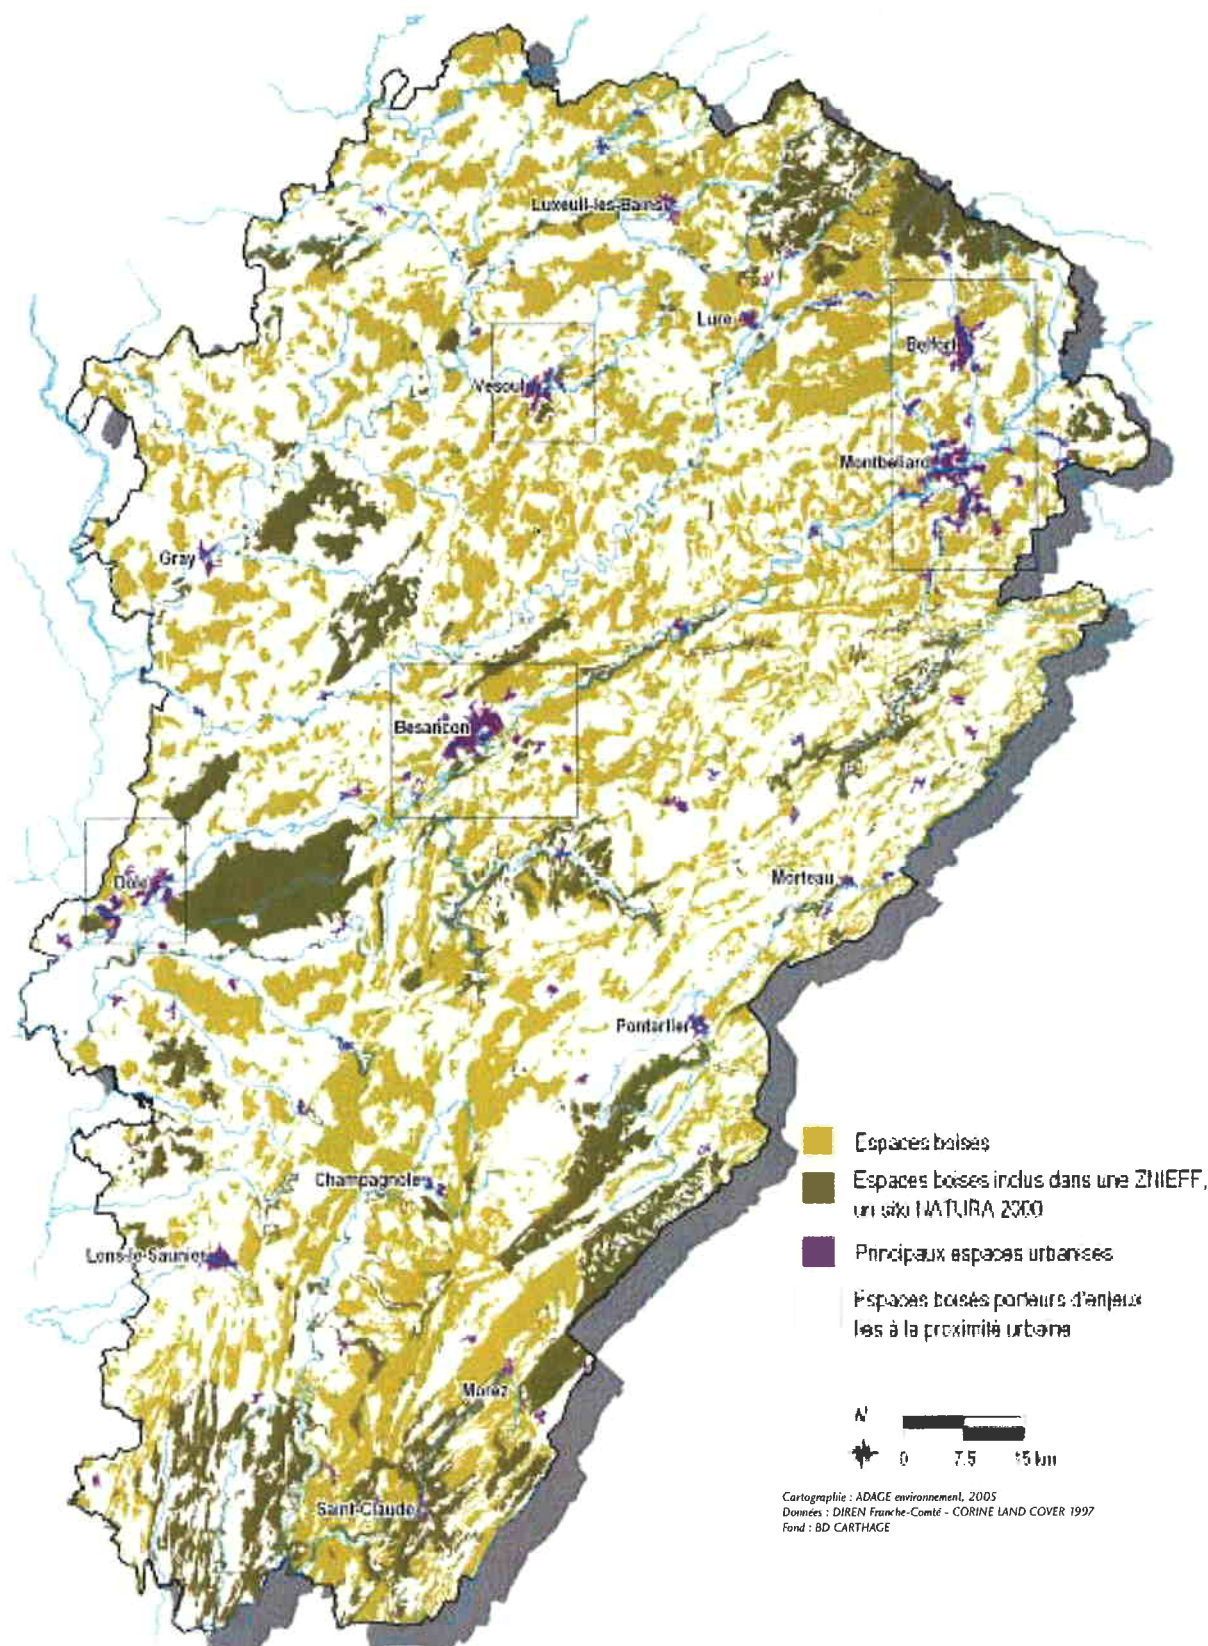 Luxeuil-les-Bains
Lure
Belfort
Vesoul
Montbéliard
Gray
Besancon
Dole
Morteau
Pontarlier
Champagnole
Lons-le-Saunier
Morez
Saint-Claude
Espaces boisés
Espaces boisés inclus dans une ZNIEFF,
un site NATURA 2000
Principaux espaces urbanisés
Espaces boisés porteurs d'enjeux
liés à la proximité urbaine
N
0 7.5 15 km
Cartographie : ADAGE environnement, 2005
Données : DIREN Franche-Comté - CORINE LAND COVER 1997
Fond : BD CARTHAGE